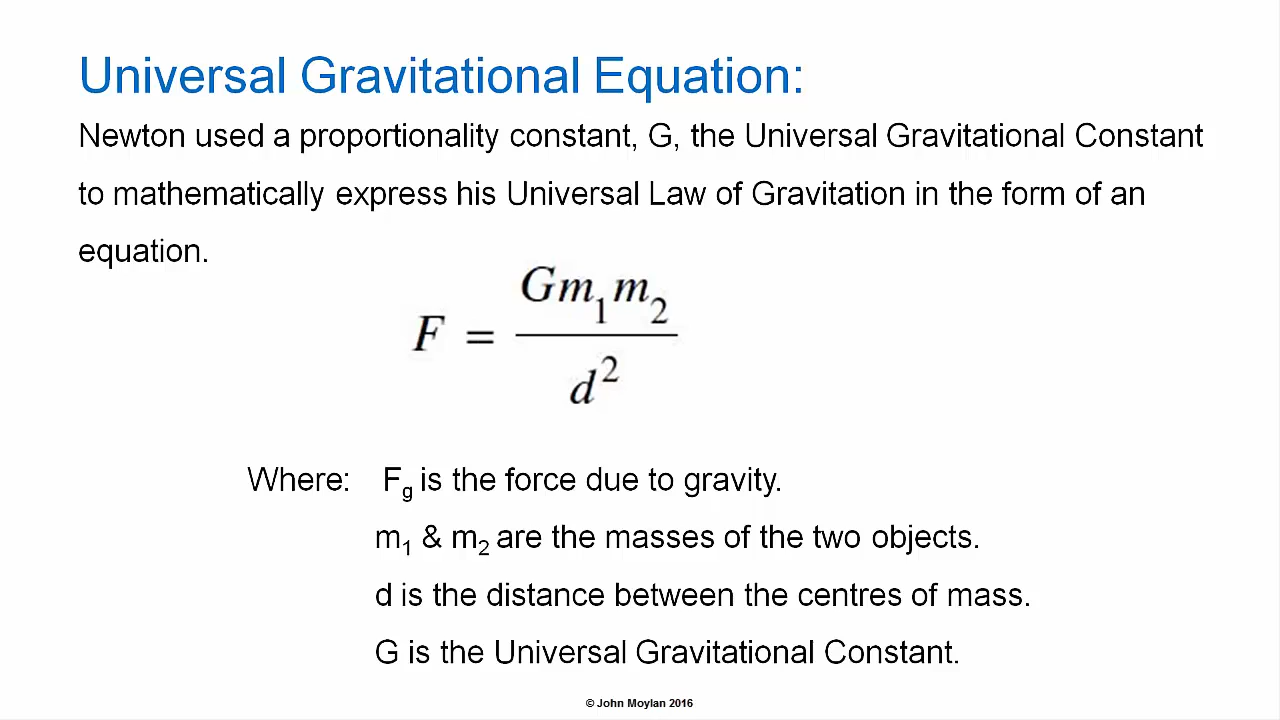 Universal Gravitational Equation:
Newton used a proportionality constant, G, the Universal Gravitational Constant
to mathematically express his Universal Law of Gravitation in the form of an
equation.
F = Gm₁m₂ / d²
Where: F_g is the force due to gravity.
m₁ & m₂ are the masses of the two objects.
d is the distance between the centres of mass.
G is the Universal Gravitational Constant.
© John Moylan 2016